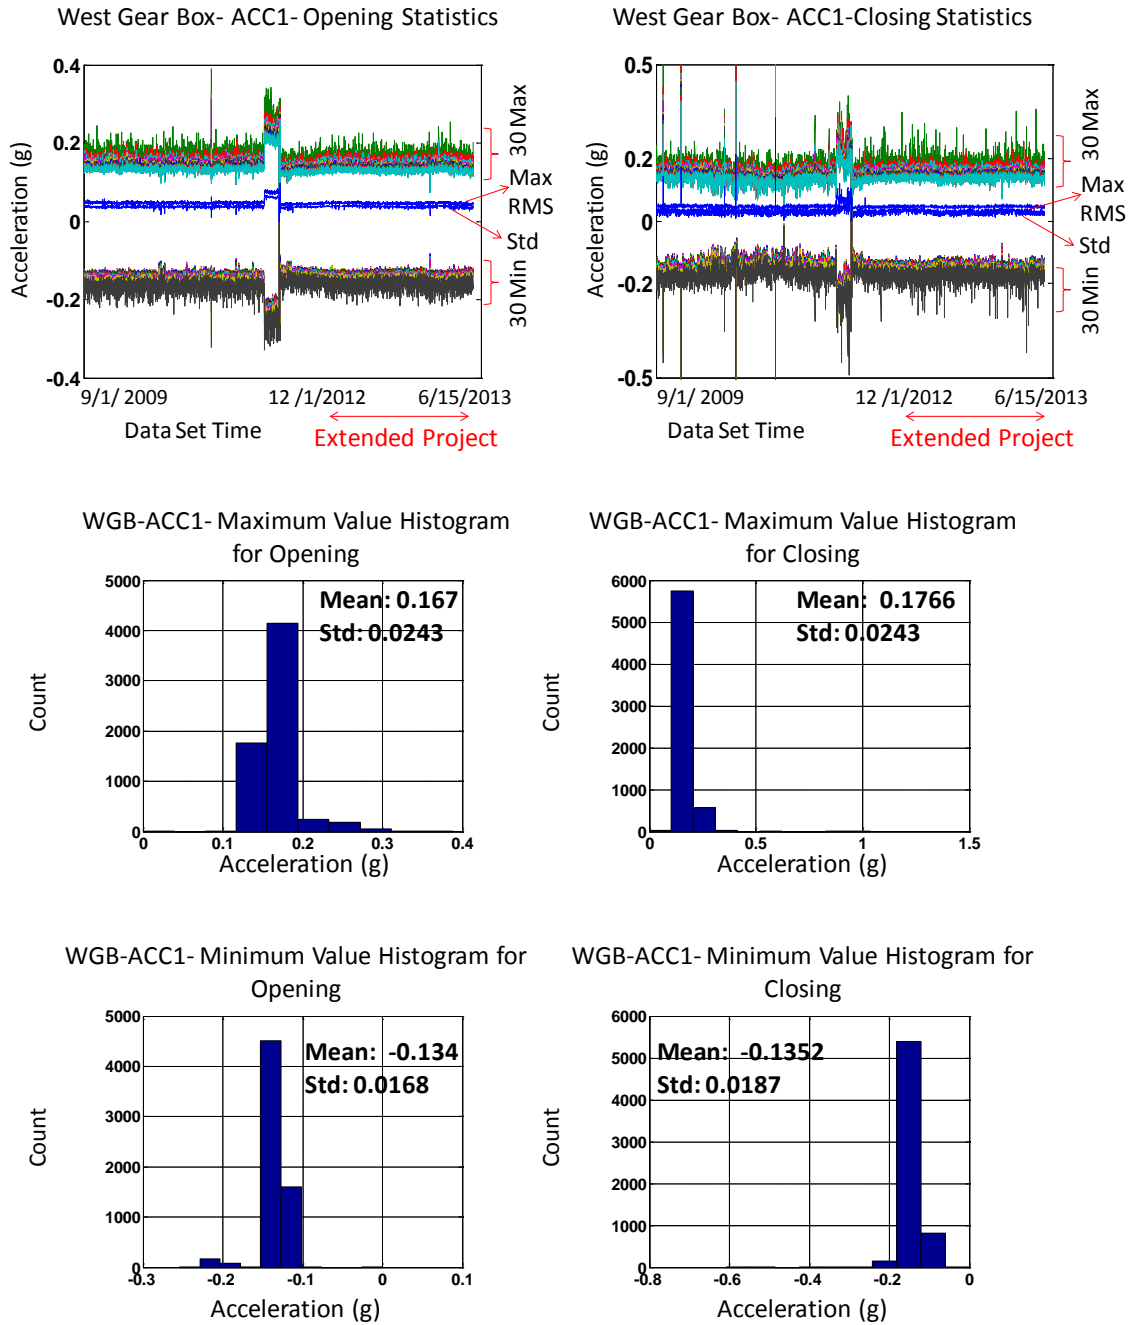 West Gear Box- ACC1- Opening Statistics
0.4
0.2
0
-0.2
-0.4
Acceleration (g)
30 Max
Max
RMS
Std
30 Min
9/1/ 2009
12 /1/2012
6/15/2013
Data Set Time
Extended Project
West Gear Box- ACC1-Closing Statistics
0.5
0.2
0
-0.2
-0.5
Acceleration (g)
30 Max
Max
RMS
Std
30 Min
9/1/ 2009
12 /1/2012
6/15/2013
Data Set Time
Extended Project
WGB-ACC1- Maximum Value Histogram
for Opening
5000
4000
3000
2000
1000
0
Count
Mean: 0.167
Std: 0.0243
0
0.1
0.2
0.3
0.4
Acceleration (g)
WGB-ACC1- Maximum Value Histogram
for Closing
6000
5000
4000
3000
2000
1000
0
Count
Mean: 0.1766
Std: 0.0243
0
0.5
1
1.5
Acceleration (g)
WGB-ACC1- Minimum Value Histogram for
Opening
5000
4000
3000
2000
1000
0
Count
Mean: -0.134
Std: 0.0168
-0.3
-0.2
-0.1
0
0.1
Acceleration (g)
WGB-ACC1- Minimum Value Histogram for
Closing
6000
5000
4000
3000
2000
1000
0
Count
Mean: -0.1352
Std: 0.0187
-0.8
-0.6
-0.4
-0.2
0
Acceleration (g)